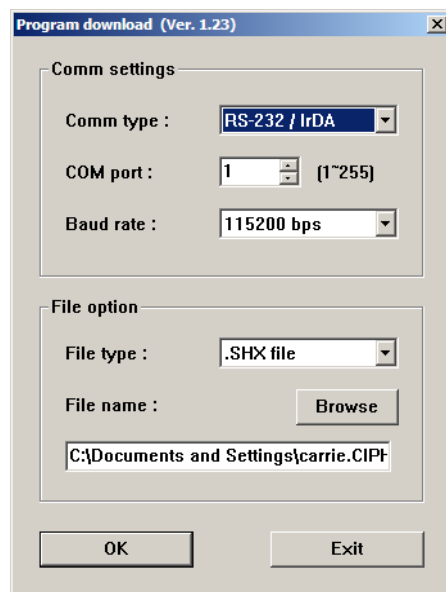 Program download (Ver. 1.23)
Comm settings
Comm type :
RS-232 / IrDA
COM port :
1
(1~255)
Baud rate :
115200 bps
File option
File type :
.SHX file
File name :
Browse
C:\Documents and Settings\carrie.CIPH
OK
Exit